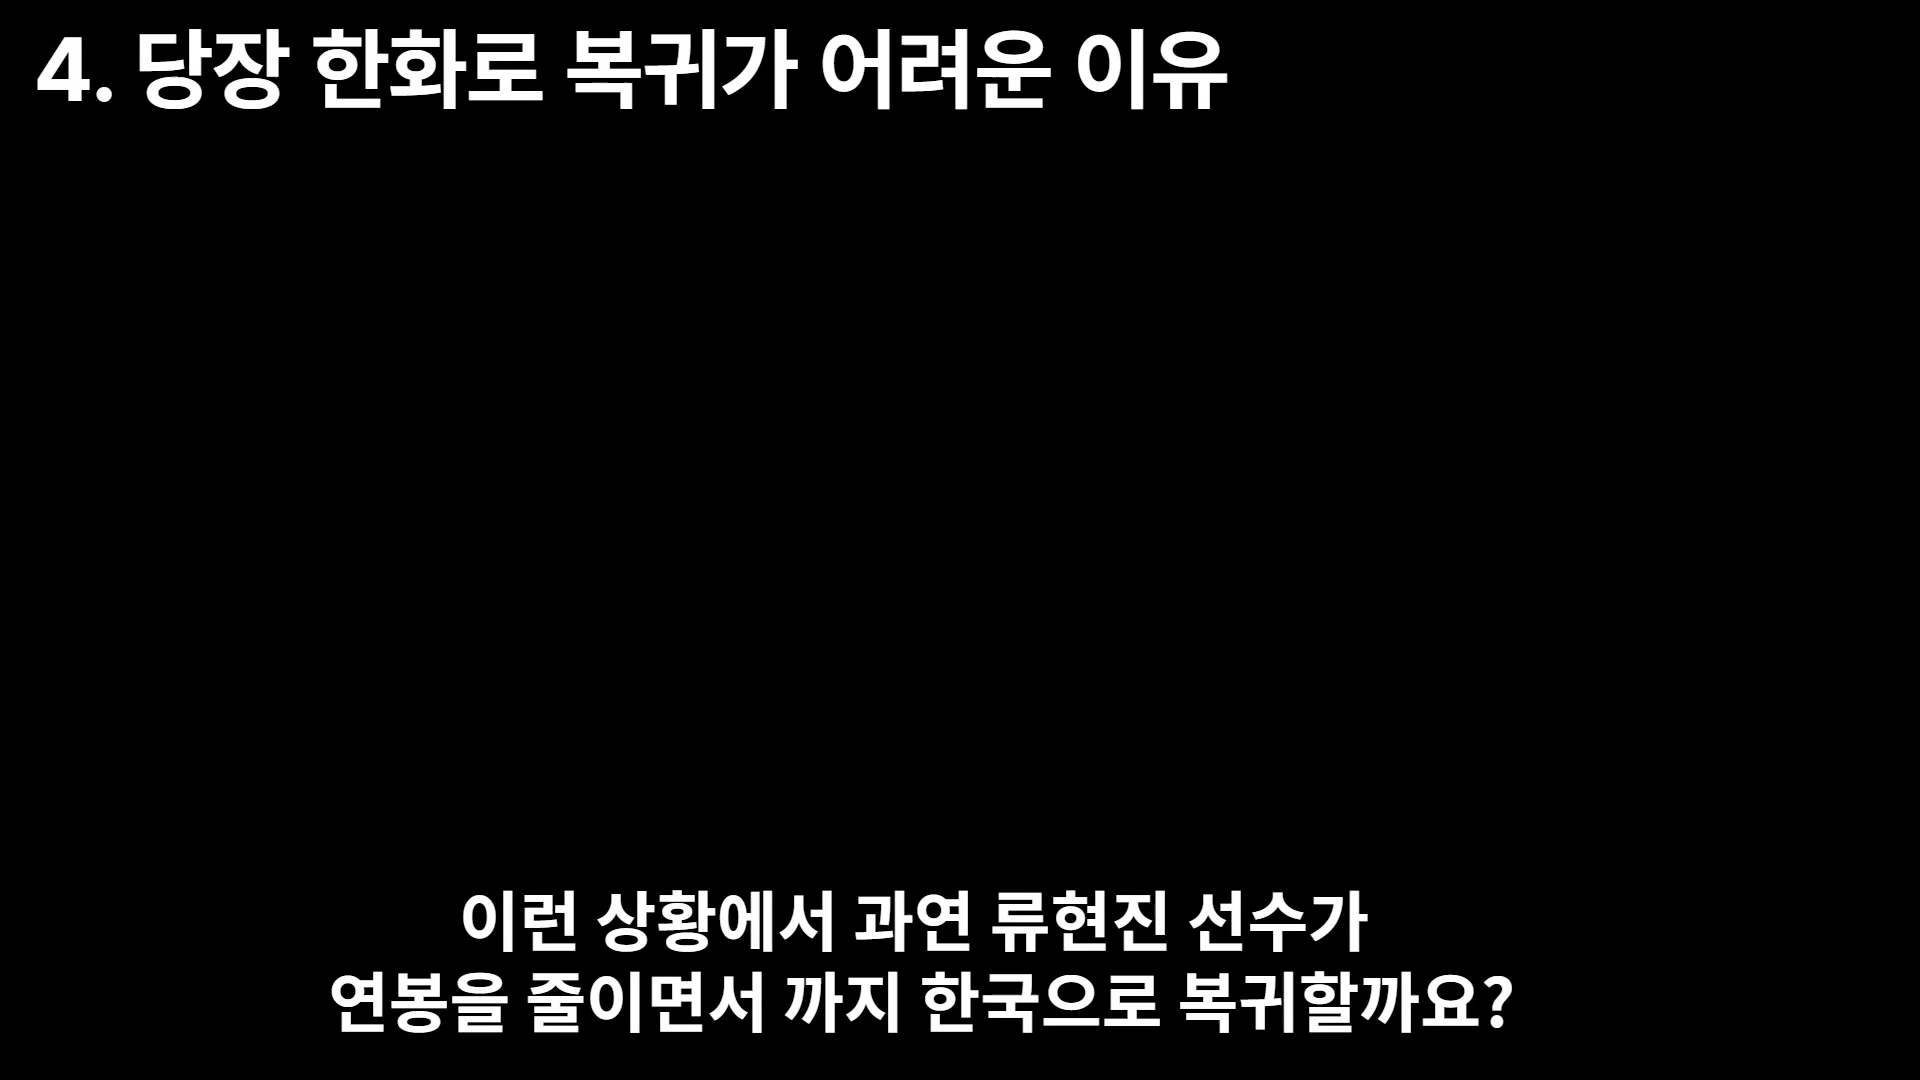 4. 당장 한화로 복귀가 어려운 이유
이런 상황에서 과연 류현진 선수가
연봉을 줄이면서 까지 한국으로 복귀할까요?